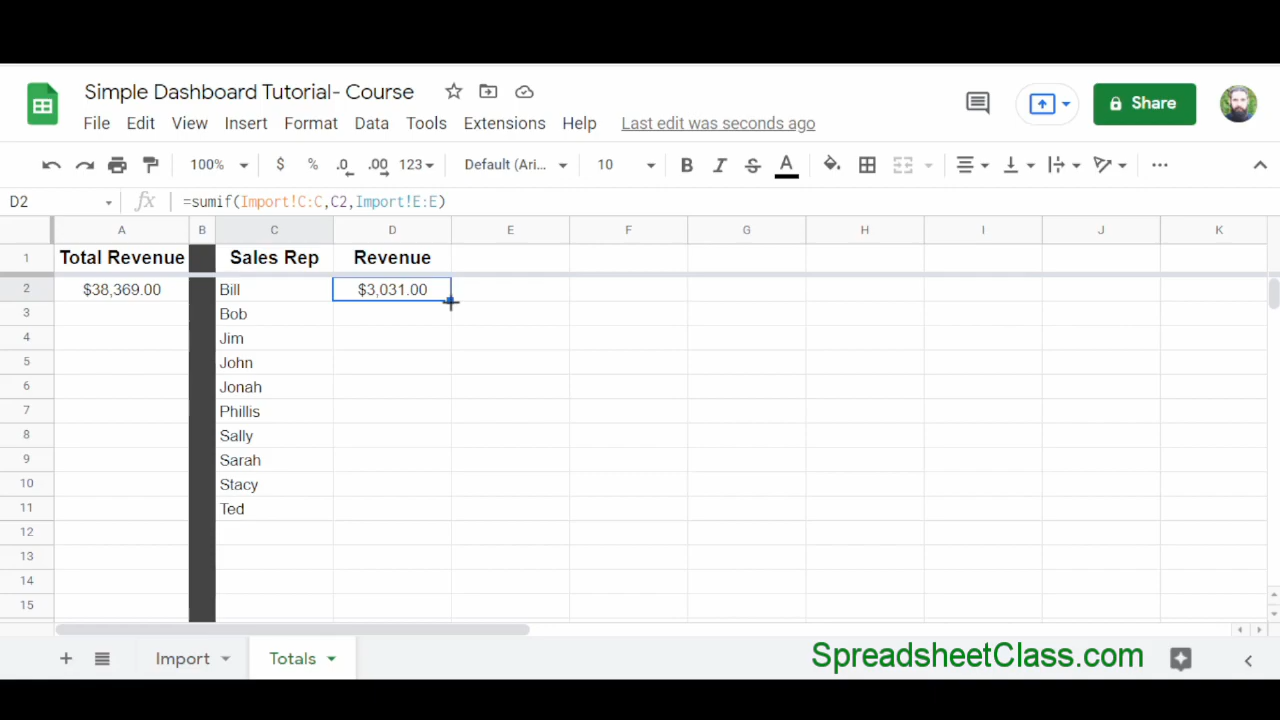 Simple Dashboard Tutorial- Course
File Edit View Insert Format Data Tools Extensions Help Last edit was seconds ago
Share
100% $ % .0 .00 123 Default (Ari... 10 B I S A
D2 fx =sumif(Import!C:C,C2,Import!E:E)
A B C D E F G H I J K
1 Total Revenue Sales Rep Revenue
2 $38,369.00 Bill $3,031.00
3 Bob
4 Jim
5 John
6 Jonah
7 Phillis
8 Sally
9 Sarah
10 Stacy
11 Ted
12
13
14
15
Import Totals
SpreadsheetClass.com